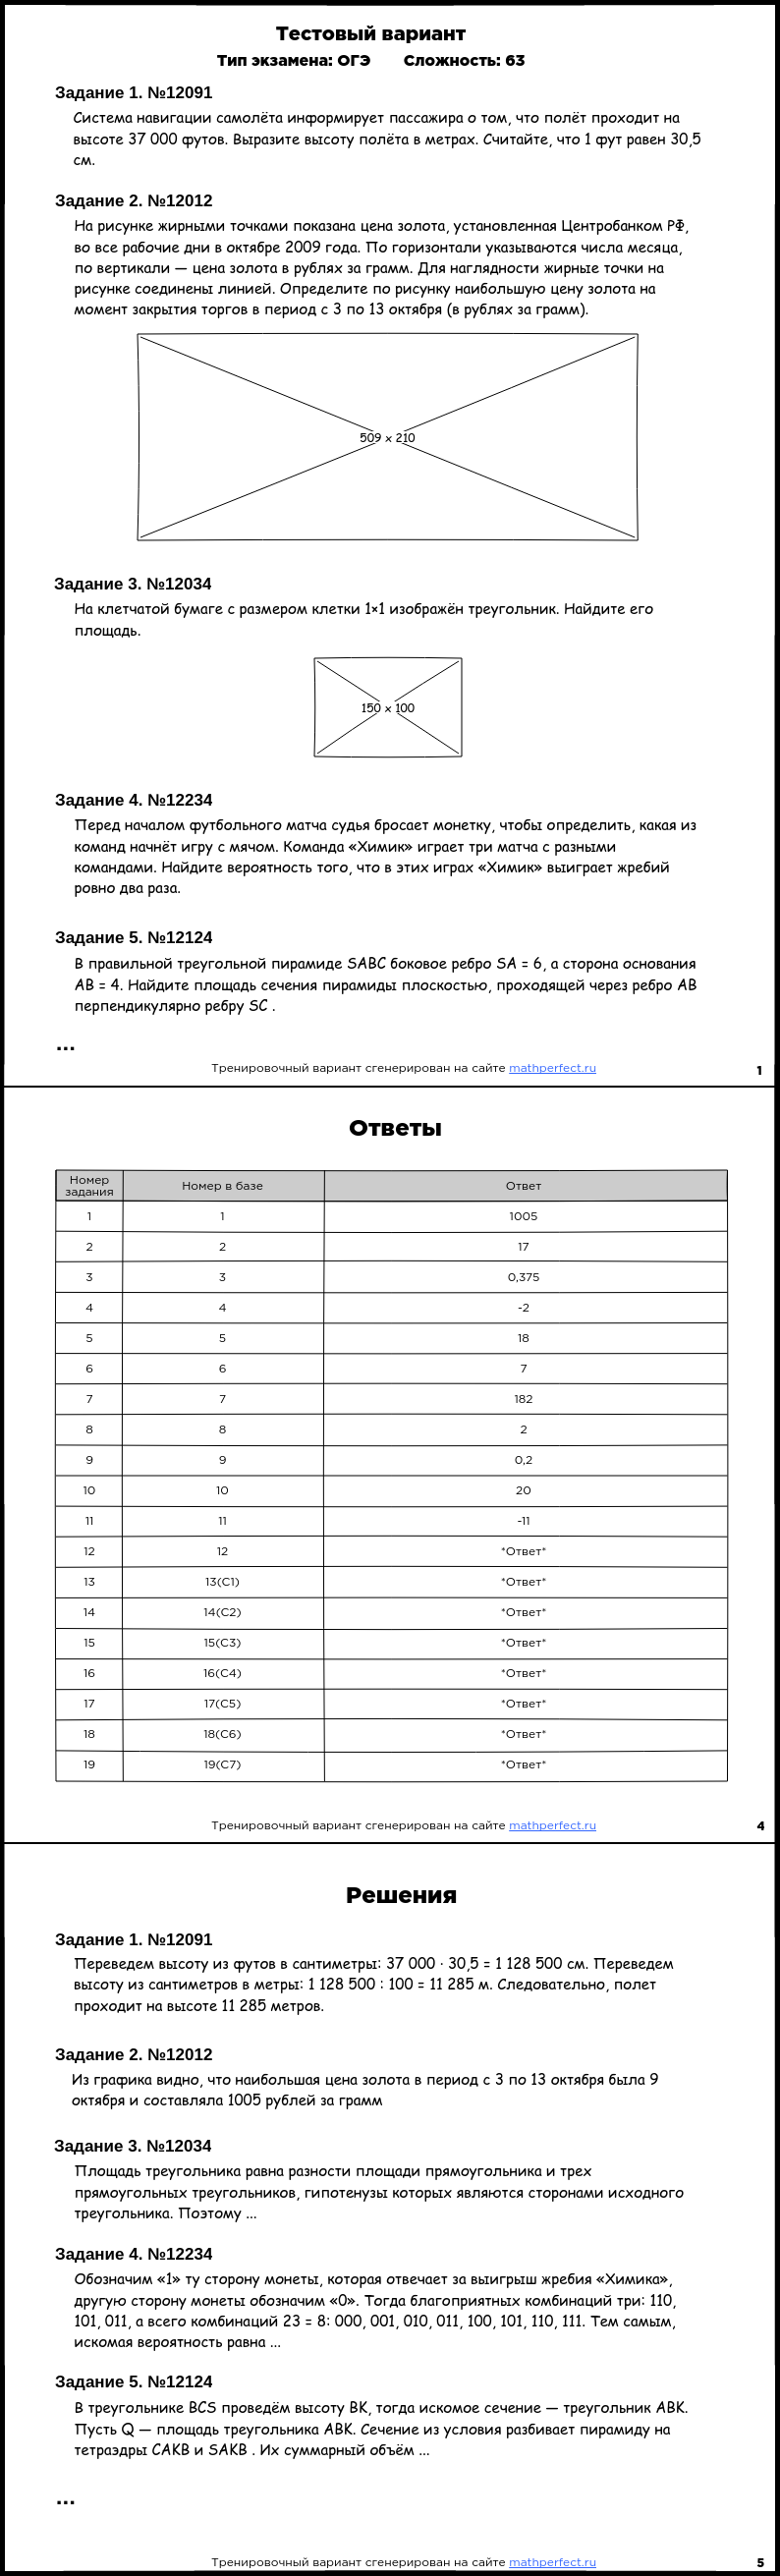 Тестовый вариант
Тип экзамена: ОГЭ Сложность: 63
Задание 1. №12091
Система навигации самолёта информирует пассажира о том, что полёт проходит на
высоте 37 000 футов. Выразите высоту полёта в метрах. Считайте, что 1 фут равен 30,5
см.
Задание 2. №12012
На рисунке жирными точками показана цена золота, установленная Центробанком РФ,
во все рабочие дни в октябре 2009 года. По горизонтали указываются числа месяца,
по вертикали — цена золота в рублях за грамм. Для наглядности жирные точки на
рисунке соединены линией. Определите по рисунку наибольшую цену золота на
момент закрытия торгов в период с 3 по 13 октября (в рублях за грамм).
509 x 210
Задание 3. №12034
На клетчатой бумаге с размером клетки 1×1 изображён треугольник. Найдите его
площадь.
150 x 100
Задание 4. №12234
Перед началом футбольного матча судья бросает монетку, чтобы определить, какая из
команд начнёт игру с мячом. Команда «Химик» играет три матча с разными
командами. Найдите вероятность того, что в этих играх «Химик» выиграет жребий
ровно два раза.
Задание 5. №12124
В правильной треугольной пирамиде SABC боковое ребро SA = 6, а сторона основания
AB = 4. Найдите площадь сечения пирамиды плоскостью, проходящей через ребро AB
перпендикулярно ребру SC .
...
Тренировочный вариант сгенерирован на сайте mathperfect.ru 1
Ответы
Номер задания Номер в базе Ответ
1 1 1005
2 2 17
3 3 0,375
4 4 -2
5 5 18
6 6 7
7 7 182
8 8 2
9 9 0,2
10 10 20
11 11 -11
12 12 *Ответ*
13 13(C1) *Ответ*
14 14(C2) *Ответ*
15 15(C3) *Ответ*
16 16(C4) *Ответ*
17 17(C5) *Ответ*
18 18(C6) *Ответ*
19 19(C7) *Ответ*
Тренировочный вариант сгенерирован на сайте mathperfect.ru 4
Решения
Задание 1. №12091
Переведем высоту из футов в сантиметры: 37 000 · 30,5 = 1 128 500 см. Переведем
высоту из сантиметров в метры: 1 128 500 : 100 = 11 285 м. Следовательно, полет
проходит на высоте 11 285 метров.
Задание 2. №12012
Из графика видно, что наибольшая цена золота в период с 3 по 13 октября была 9
октября и составляла 1005 рублей за грамм
Задание 3. №12034
Площадь треугольника равна разности площади прямоугольника и трех
прямоугольных треугольников, гипотенузы которых являются сторонами исходного
треугольника. Поэтому ...
Задание 4. №12234
Обозначим «1» ту сторону монеты, которая отвечает за выигрыш жребия «Химика»,
другую сторону монеты обозначим «0». Тогда благоприятных комбинаций три: 110,
101, 011, а всего комбинаций 23 = 8: 000, 001, 010, 011, 100, 101, 110, 111. Тем самым,
искомая вероятность равна ...
Задание 5. №12124
В треугольнике BCS проведём высоту BK, тогда искомое сечение — треугольник ABK.
Пусть Q — площадь треугольника ABK. Сечение из условия разбивает пирамиду на
тетраэдры CAKB и SAKB . Их суммарный объём ...
...
Тренировочный вариант сгенерирован на сайте mathperfect.ru 5